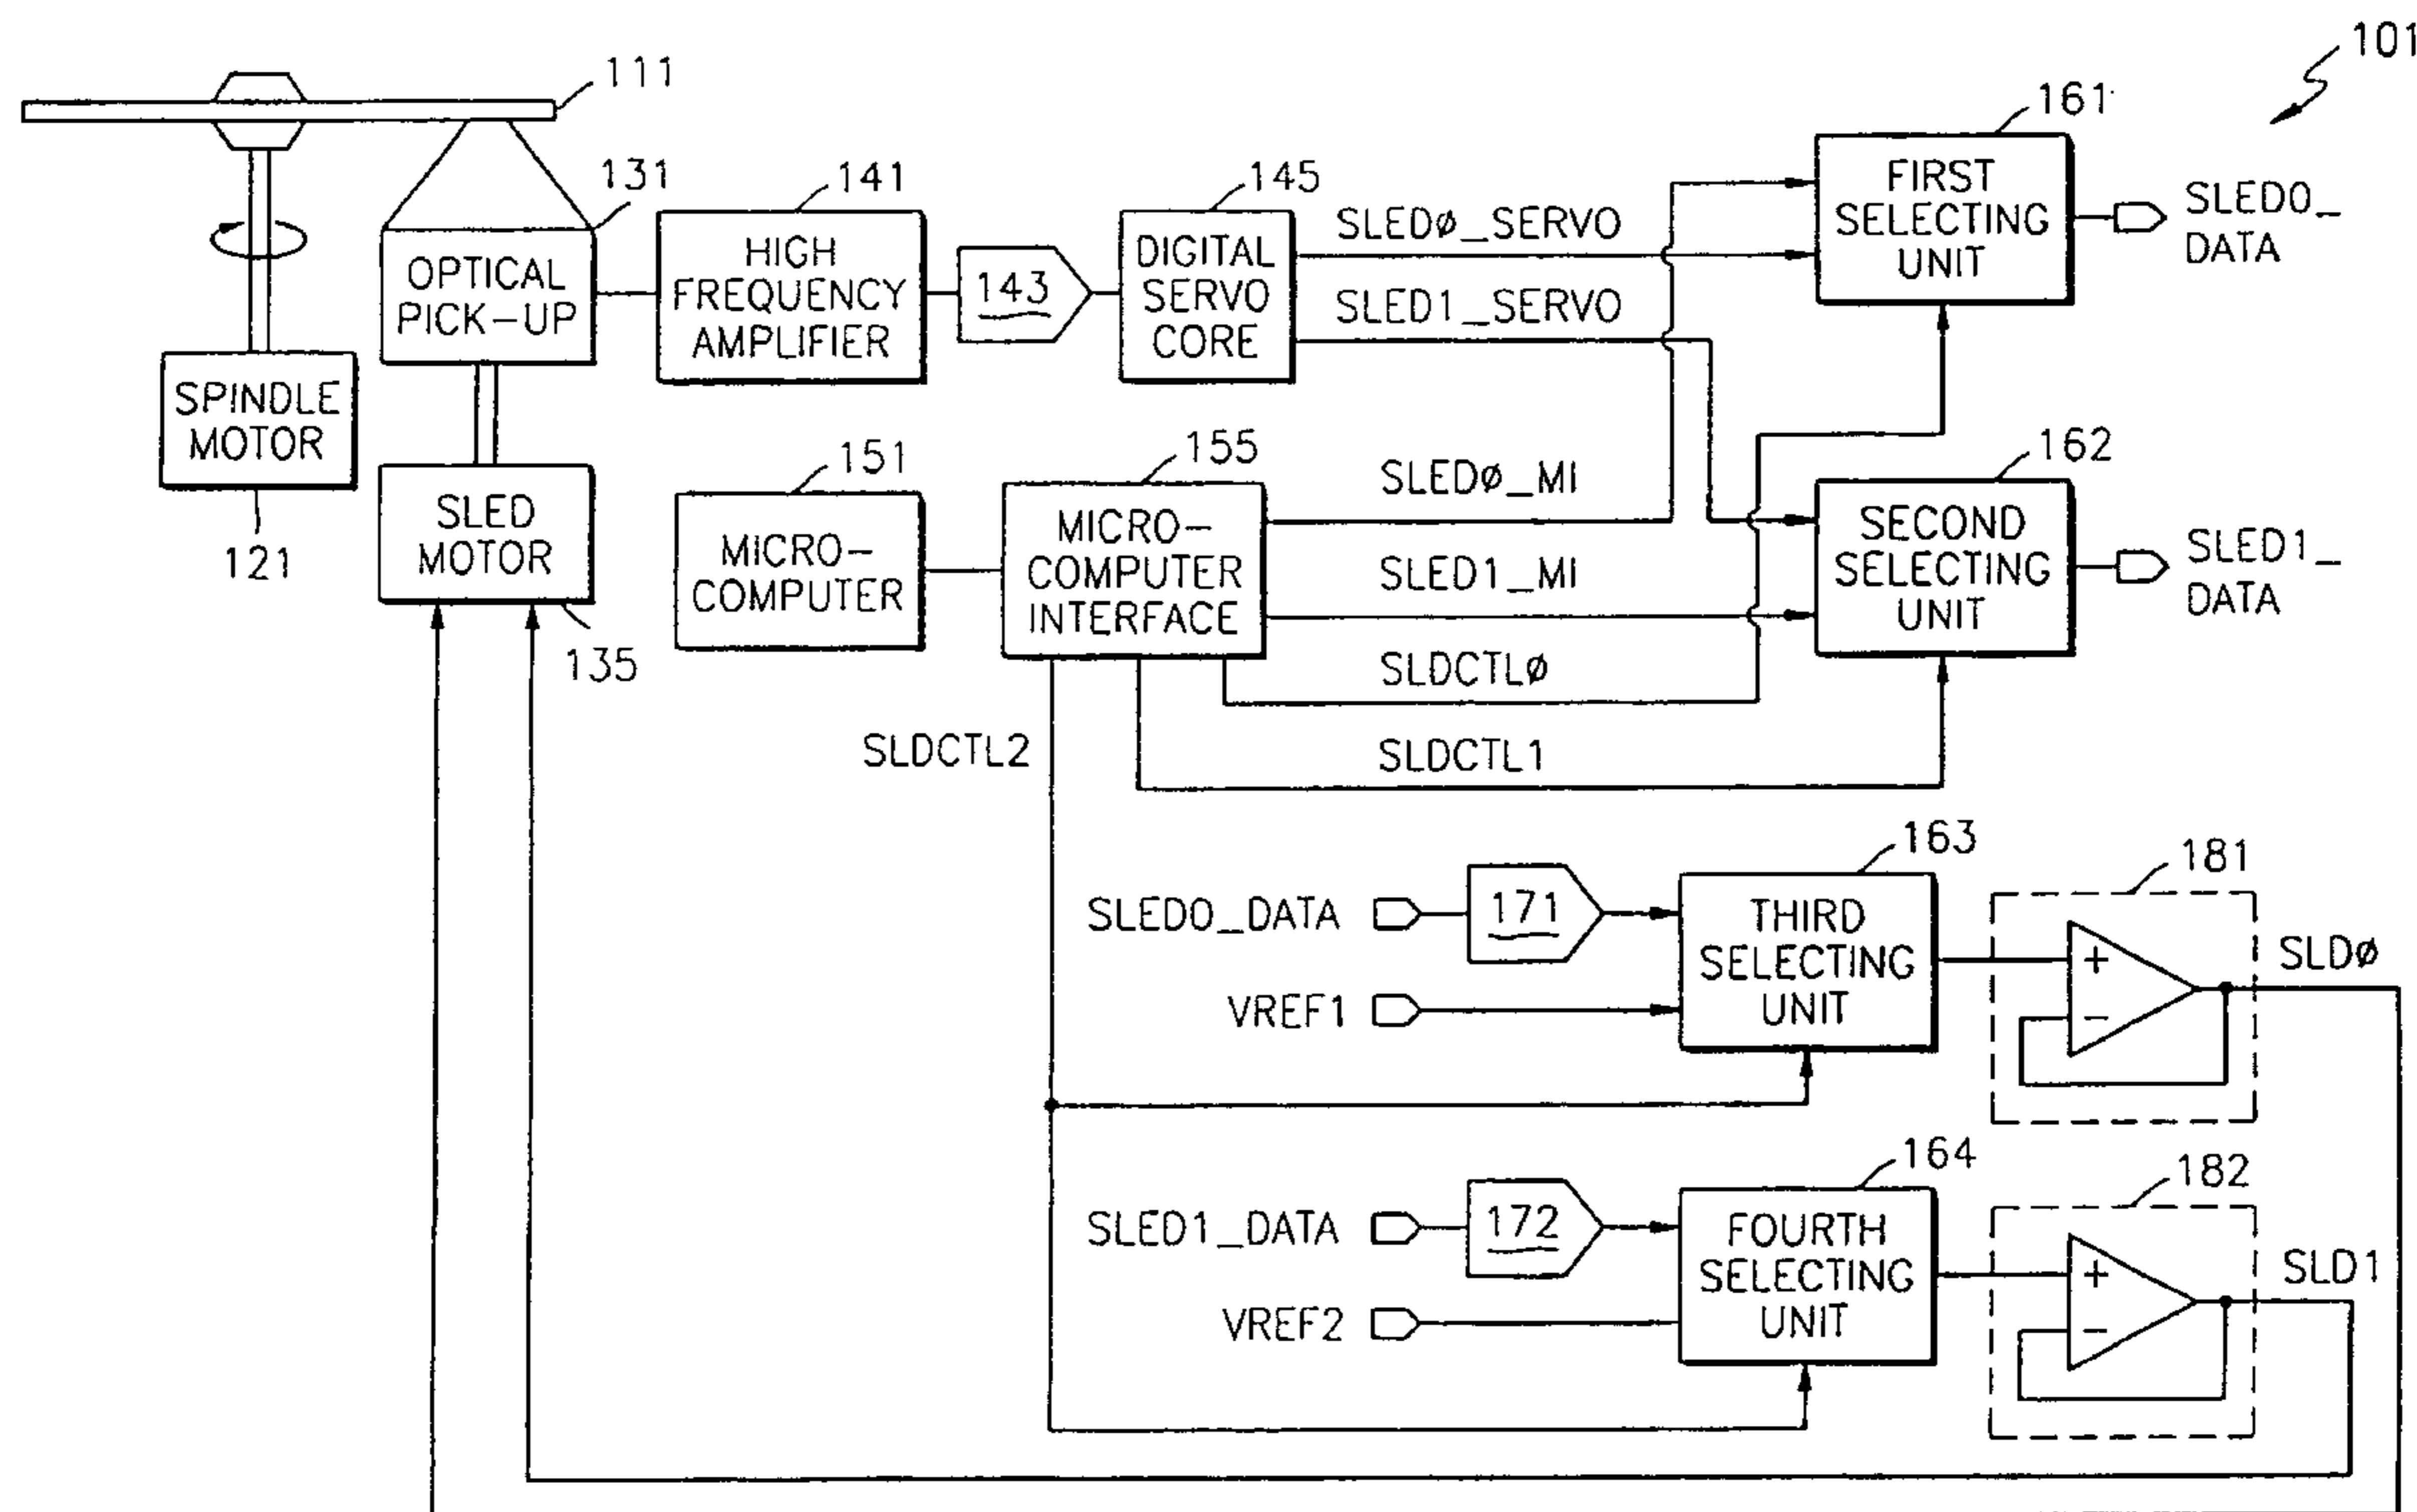 101
111
161
131
141
145
FIRST
SELECTING
UNIT
SLED0_
DATA
SLEDø_SERVO
HIGH
FREQUENCY
AMPLIFIER
143
DIGITAL
SERVO
CORE
OPTICAL
PICK-UP
SLED1_SERVO
SPINDLE
MOTOR
121
151
155
162
SLED
MOTOR
135
MICRO-
COMPUTER
MICRO-
COMPUTER
INTERFACE
SLEDø_MI
SLED1_MI
SECOND
SELECTING
UNIT
SLED1_
DATA
SLDCTLø
SLDCTL2
SLDCTL1
163
181
SLED0_DATA
171
THIRD
SELECTING
UNIT
+
−
SLDø
VREF1
164
182
SLED1_DATA
172
FOURTH
SELECTING
UNIT
+
−
SLD1
VREF2